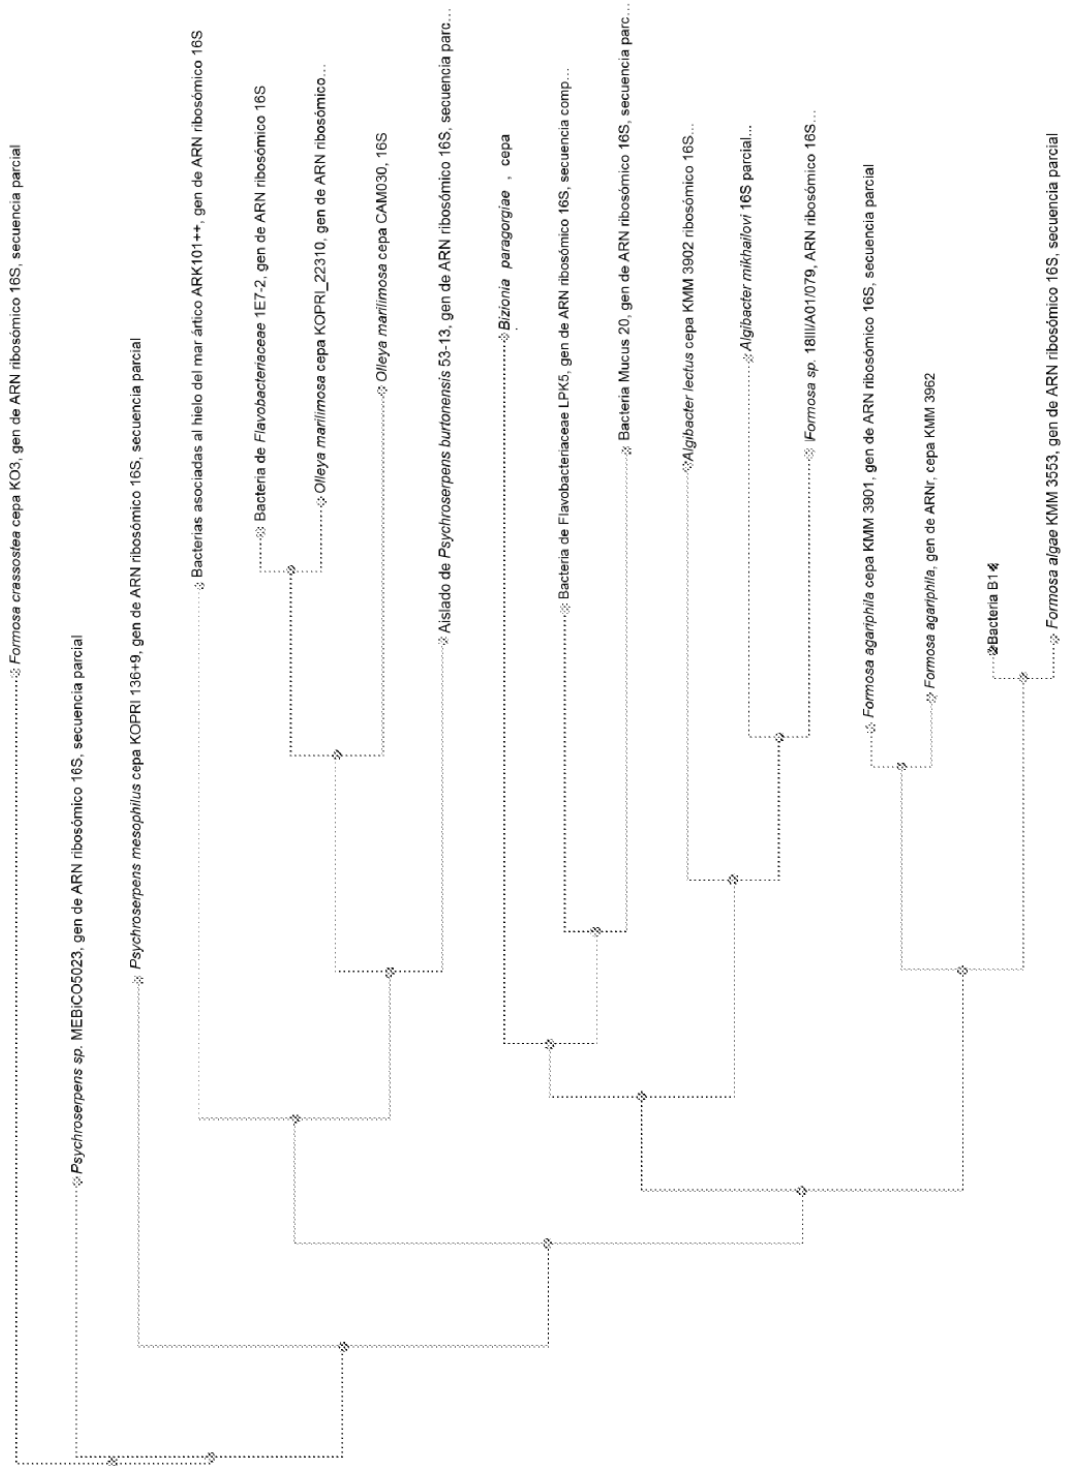 Formosa crassostea cepa KO3, gen de ARN ribosómico 16S, secuencia parcial
Psychroserpens sp. MEBiCO5023, gen de ARN ribosómico 16S, secuencia parcial
Psychroserpens mesophilus cepa KOPRI 136+9, gen de ARN ribosómico 16S, secuencia parcial
Bacterias asociadas al hielo del mar ártico ARK101++, gen de ARN ribosómico 16S
Bacteria de Flavobacteriaceae 1E7-2, gen de ARN ribosómico 16S
Olleya marilimosa cepa KOPRI_22310, gen de ARN ribosómico...
Olleya marilimosa cepa CAM030, 16S
Aislado de Psychroserpens burtonensis 53-13, gen de ARN ribosómico 16S, secuencia parc...
Bizionia paragorgiae , cepa
Bacteria de Flavobacteriaceae LPK5, gen de ARN ribosómico 16S, secuencia comp...
Bacteria Mucus 20, gen de ARN ribosómico 16S, secuencia parc...
Algibacter lectus cepa KMM 3902 ribosómico 16S...
Algibacter mikhailovi 16S parcial...
Formosa sp. 18III/A01/079, ARN ribosómico 16S...
Formosa agariphila cepa KMM 3901, gen de ARN ribosómico 16S, secuencia parcial
Formosa agariphila, gen de ARNr, cepa KMM 3962
Bacteria
Formosa algae KMM 3553, gen de ARN ribosómico 16S, secuencia parcial